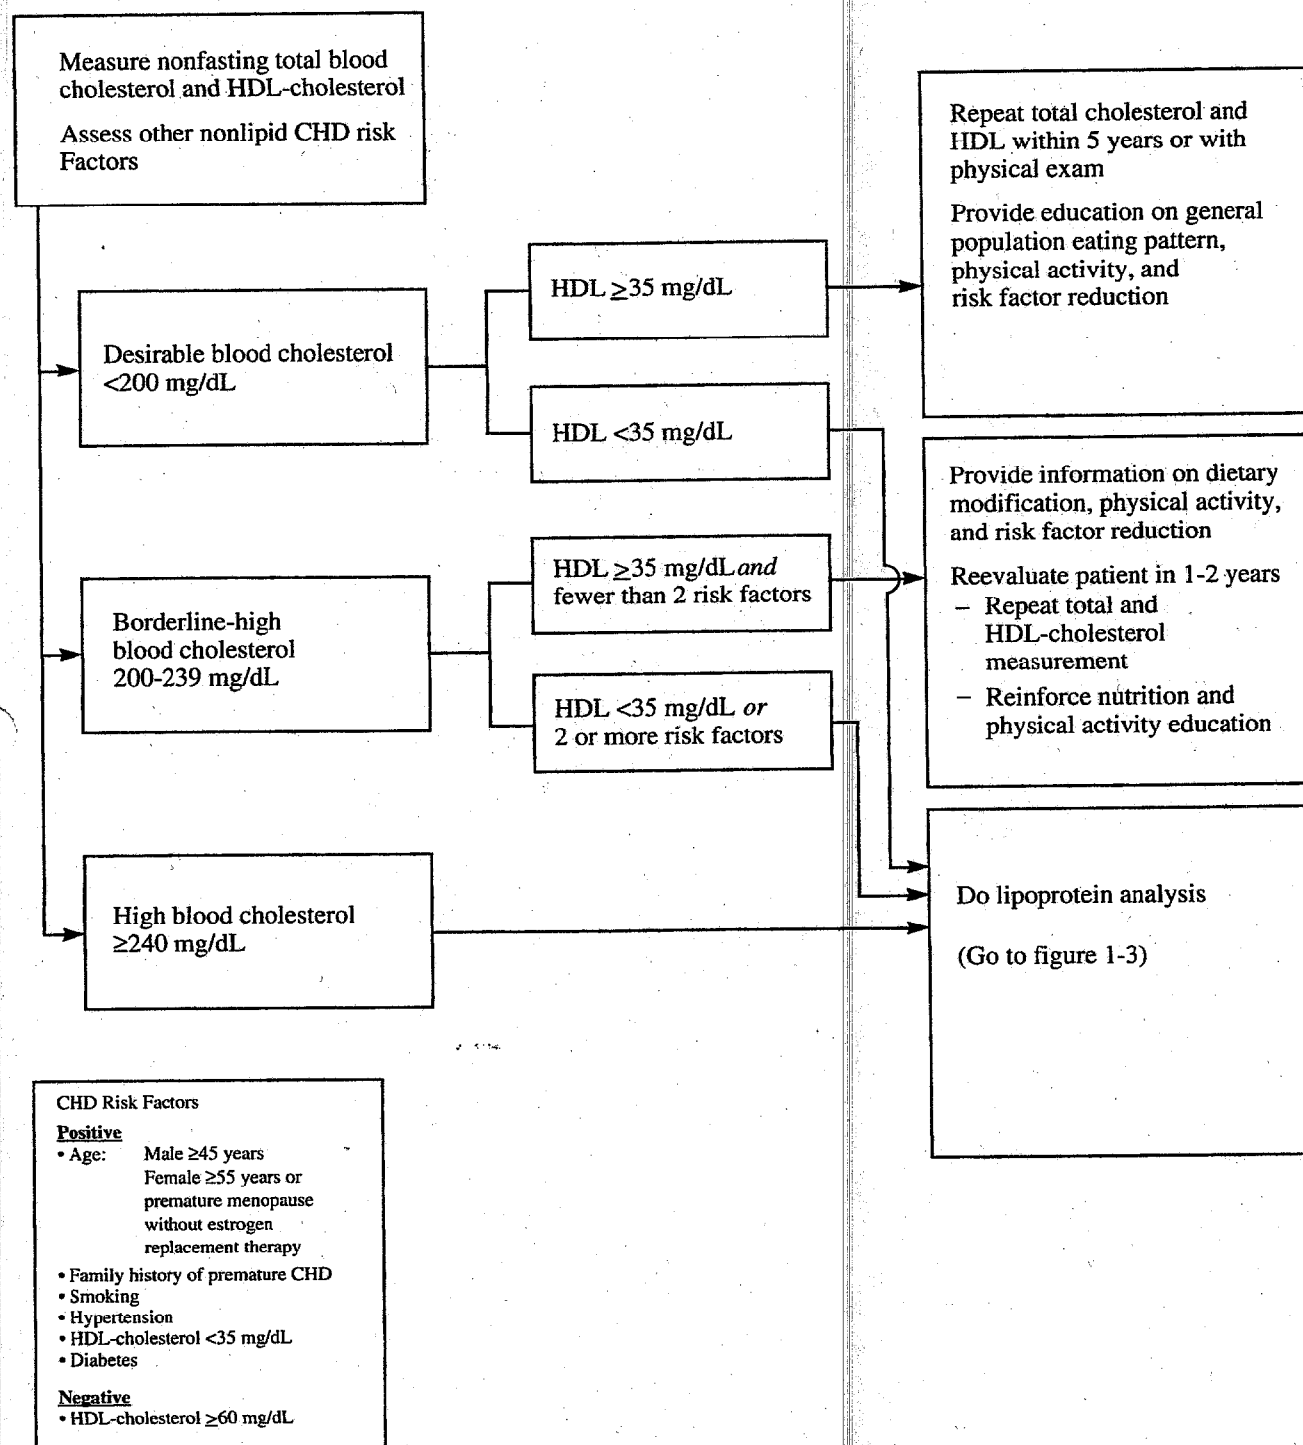 Measure nonfasting total blood
cholesterol and HDL-cholesterol
Assess other nonlipid CHD risk
Factors
Desirable blood cholesterol
<200 mg/dL
HDL ≥35 mg/dL
HDL <35 mg/dL
Repeat total cholesterol and
HDL within 5 years or with
physical exam
Provide education on general
population eating pattern,
physical activity, and
risk factor reduction
Borderline-high
blood cholesterol
200-239 mg/dL
HDL ≥35 mg/dL and
fewer than 2 risk factors
HDL <35 mg/dL or
2 or more risk factors
Provide information on dietary
modification, physical activity,
and risk factor reduction
Reevaluate patient in 1-2 years
– Repeat total and
HDL-cholesterol
measurement
– Reinforce nutrition and
physical activity education
High blood cholesterol
≥240 mg/dL
Do lipoprotein analysis
(Go to figure 1-3)
CHD Risk Factors
Positive
• Age: Male ≥45 years
Female ≥55 years or
premature menopause
without estrogen
replacement therapy
• Family history of premature CHD
• Smoking
• Hypertension
• HDL-cholesterol <35 mg/dL
• Diabetes
Negative
• HDL-cholesterol ≥60 mg/dL